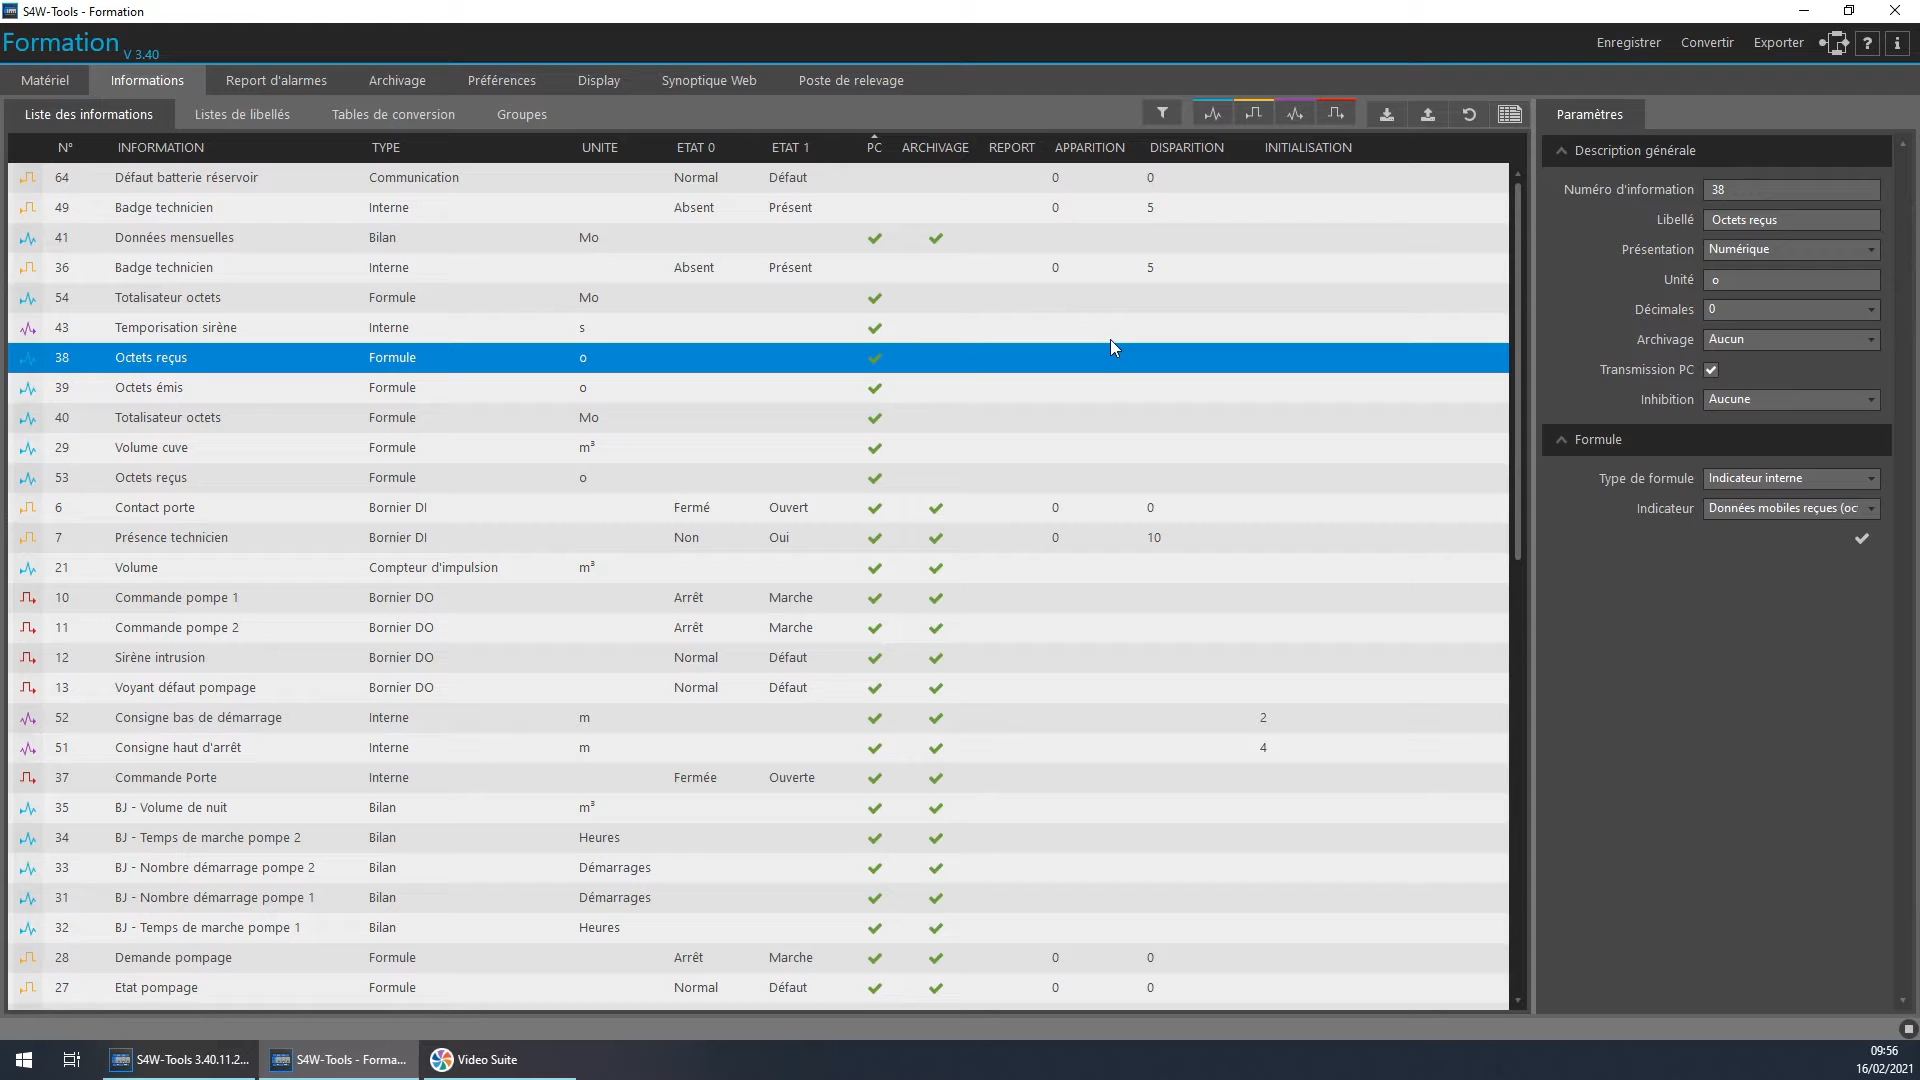 S4W-Tools - Formation
Formation V 3.40
Enregistrer Convertir Exporter ? i
Matériel Informations Report d'alarmes Archivage Préférences Display Synoptique Web Poste de relevage
Liste des informations Listes de libellés Tables de conversion Groupes
N° INFORMATION TYPE UNITE ETAT 0 ETAT 1 PC ARCHIVAGE REPORT APPARITION DISPARITION INITIALISATION
64 Défaut batterie réservoir Communication Normal Défaut 0 0
49 Badge technicien Interne Absent Présent 0 5
41 Données mensuelles Bilan Mo
36 Badge technicien Interne Absent Présent 0 5
54 Totalisateur octets Formule Mo
43 Temporisation sirène Interne s
38 Octets reçus Formule o
39 Octets émis Formule o
40 Totalisateur octets Formule Mo
29 Volume cuve Formule m³
53 Octets reçus Formule o
6 Contact porte Bornier DI Fermé Ouvert 0 0
7 Présence technicien Bornier DI Non Oui 0 10
21 Volume Compteur d'impulsion m³
10 Commande pompe 1 Bornier DO Arrêt Marche
11 Commande pompe 2 Bornier DO Arrêt Marche
12 Sirène intrusion Bornier DO Normal Défaut
13 Voyant défaut pompage Bornier DO Normal Défaut
52 Consigne bas de démarrage Interne m 2
51 Consigne haut d'arrêt Interne m 4
37 Commande Porte Interne Fermée Ouverte
35 BJ - Volume de nuit Bilan m³
34 BJ - Temps de marche pompe 2 Bilan Heures
33 BJ - Nombre démarrage pompe 2 Bilan Démarrages
31 BJ - Nombre démarrage pompe 1 Bilan Démarrages
32 BJ - Temps de marche pompe 1 Bilan Heures
28 Demande pompage Formule Arrêt Marche 0 0
27 Etat pompage Formule Normal Défaut 0 0
Paramètres
Description générale
Numéro d'information 38
Libellé Octets reçus
Présentation Numérique
Unité o
Décimales 0
Archivage Aucun
Transmission PC
Inhibition Aucune
Formule
Type de formule Indicateur interne
Indicateur Données mobiles reçues (oc
S4W-Tools 3.40.11.2... S4W-Tools - Forma... Video Suite
09:56
16/02/2021